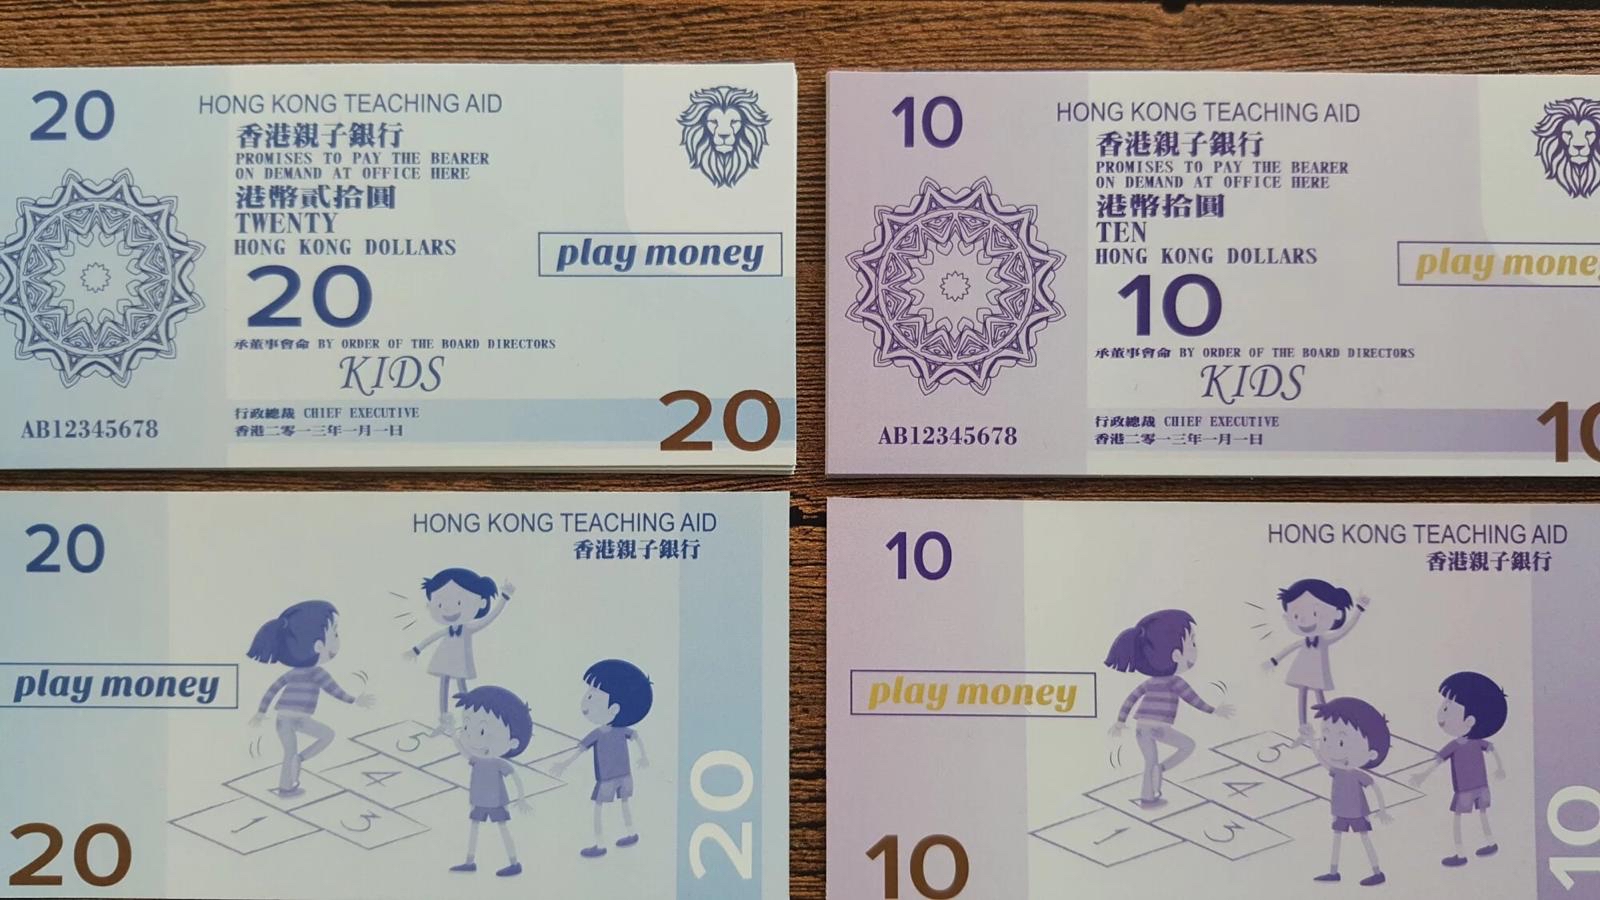 20
HONG KONG TEACHING AID
香港親子銀行
PROMISES TO PAY THE BEARER
ON DEMAND AT OFFICE HERE
港幣貳拾圓
TWENTY
HONG KONG DOLLARS
play money
20
承董事會命 BY ORDER OF THE BOARD DIRECTORS
KIDS
行政總裁 CHIEF EXECUTIVE
香港二零一三年一月一日
AB12345678
20
10
HONG KONG TEACHING AID
香港親子銀行
PROMISES TO PAY THE BEARER
ON DEMAND AT OFFICE HERE
港幣拾圓
TEN
HONG KONG DOLLARS
play mone
10
承董事會命 BY ORDER OF THE BOARD DIRECTORS
KIDS
行政總裁 CHIEF EXECUTIVE
香港二零一三年一月一日
AB12345678
10
20
HONG KONG TEACHING AID
香港親子銀行
play money
5
4
3
1
20
20
10
HONG KONG TEACHING AID
香港親子銀行
play money
5
4
3
1
10
10